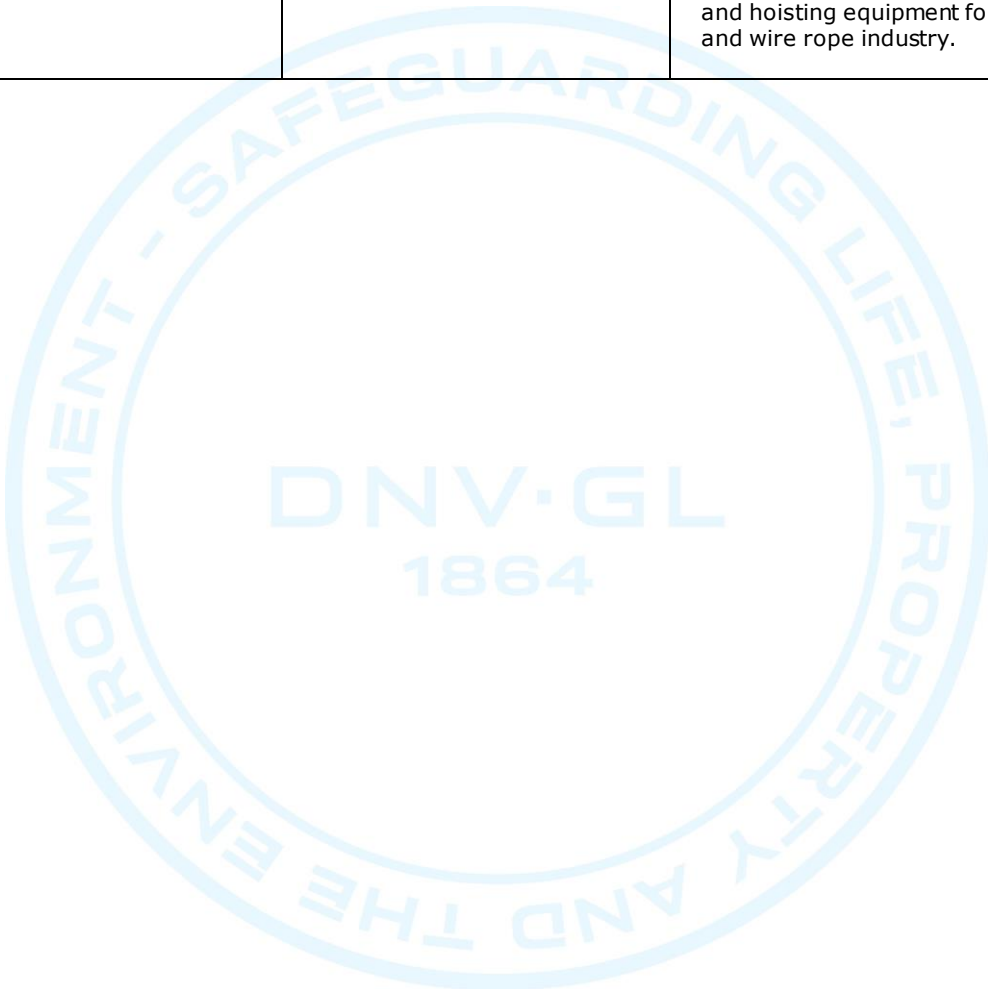 and hoisting equipment fo
and wire rope industry.
SAFEGUARDING LIFE, PROPERTY AND THE ENVIRONMENT -
DNV·GL
1864